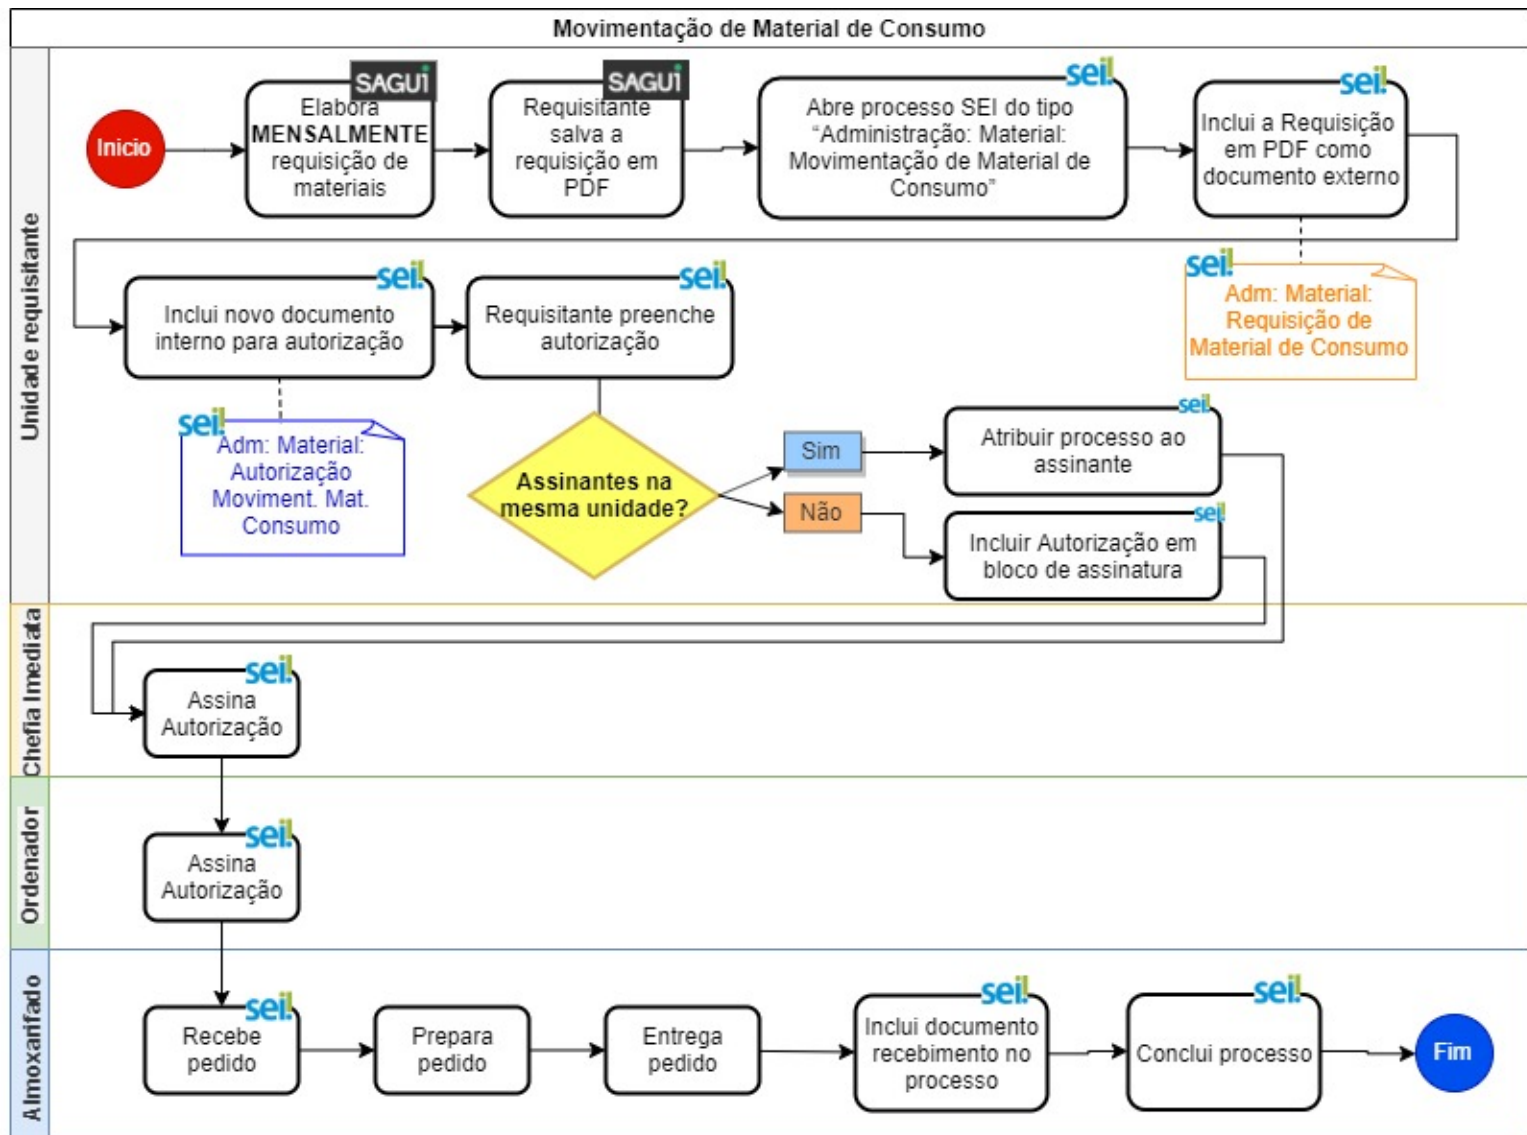 Movimentação de Material de Consumo
Unidade requisitante
Inicio
SAGUi
Elabora
MENSALMENTE
requisição de
materiais
SAGUi
Requisitante
salva a
requisição em
PDF
sei!
Abre processo SEI do tipo
“Administração: Material:
Movimentação de Material de
Consumo”
sei!
Inclui a Requisição
em PDF como
documento externo
sei!
Adm: Material:
Requisição de
Material de Consumo
sei!
Inclui novo documento
interno para autorização
sei!
Requisitante preenche
autorização
sei!
Adm: Material:
Autorização
Moviment. Mat.
Consumo
Assinantes na
mesma unidade?
Sim
Não
sei!
Atribuir processo ao
assinante
sei!
Incluir Autorização em
bloco de assinatura
Chefia Imediata
sei!
Assina
Autorização
Ordenador
sei!
Assina
Autorização
Almoxarifado
sei!
Recebe
pedido
Prepara
pedido
Entrega
pedido
sei!
Inclui documento
recebimento no
processo
sei!
Conclui processo
Fim